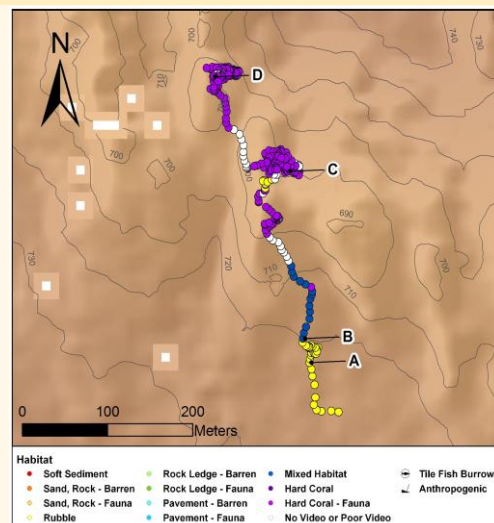 N
700
740
730
710
D
700
C
700
690
730
720
700
710
710
B
A
0 100 200
Meters
Habitat
Soft Sediment
Sand, Rock - Barren
Sand, Rock - Fauna
Rubble
Rock Ledge - Barren
Rock Ledge - Fauna
Pavement - Barren
Pavement - Fauna
Mixed Habitat
Hard Coral
Hard Coral - Fauna
No Video or Poor Video
Tile Fish Burrow
Anthropogenic